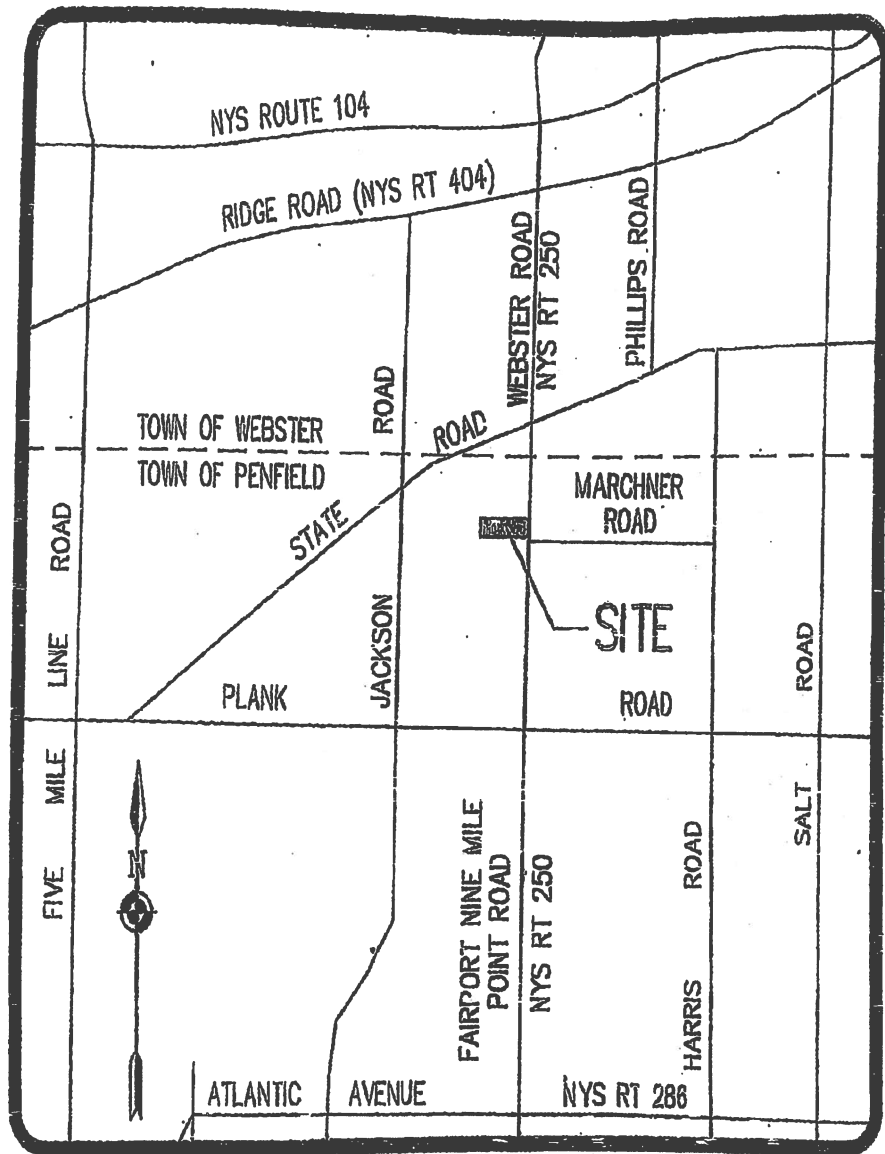 NYS ROUTE 104
RIDGE ROAD (NYS RT 404)
WEBSTER ROAD
NYS RT 250
PHILLIPS ROAD
ROAD
ROAD
TOWN OF WEBSTER
TOWN OF PENFIELD
MARCHNER
ROAD
STATE
ROAD
LINE
JACKSON
SITE
ROAD
PLANK
ROAD
MILE
FIVE
N
SALT
FAIRPORT NINE MILE
POINT ROAD
NYS RT 250
ROAD
HARRIS
ATLANTIC AVENUE
NYS RT 286